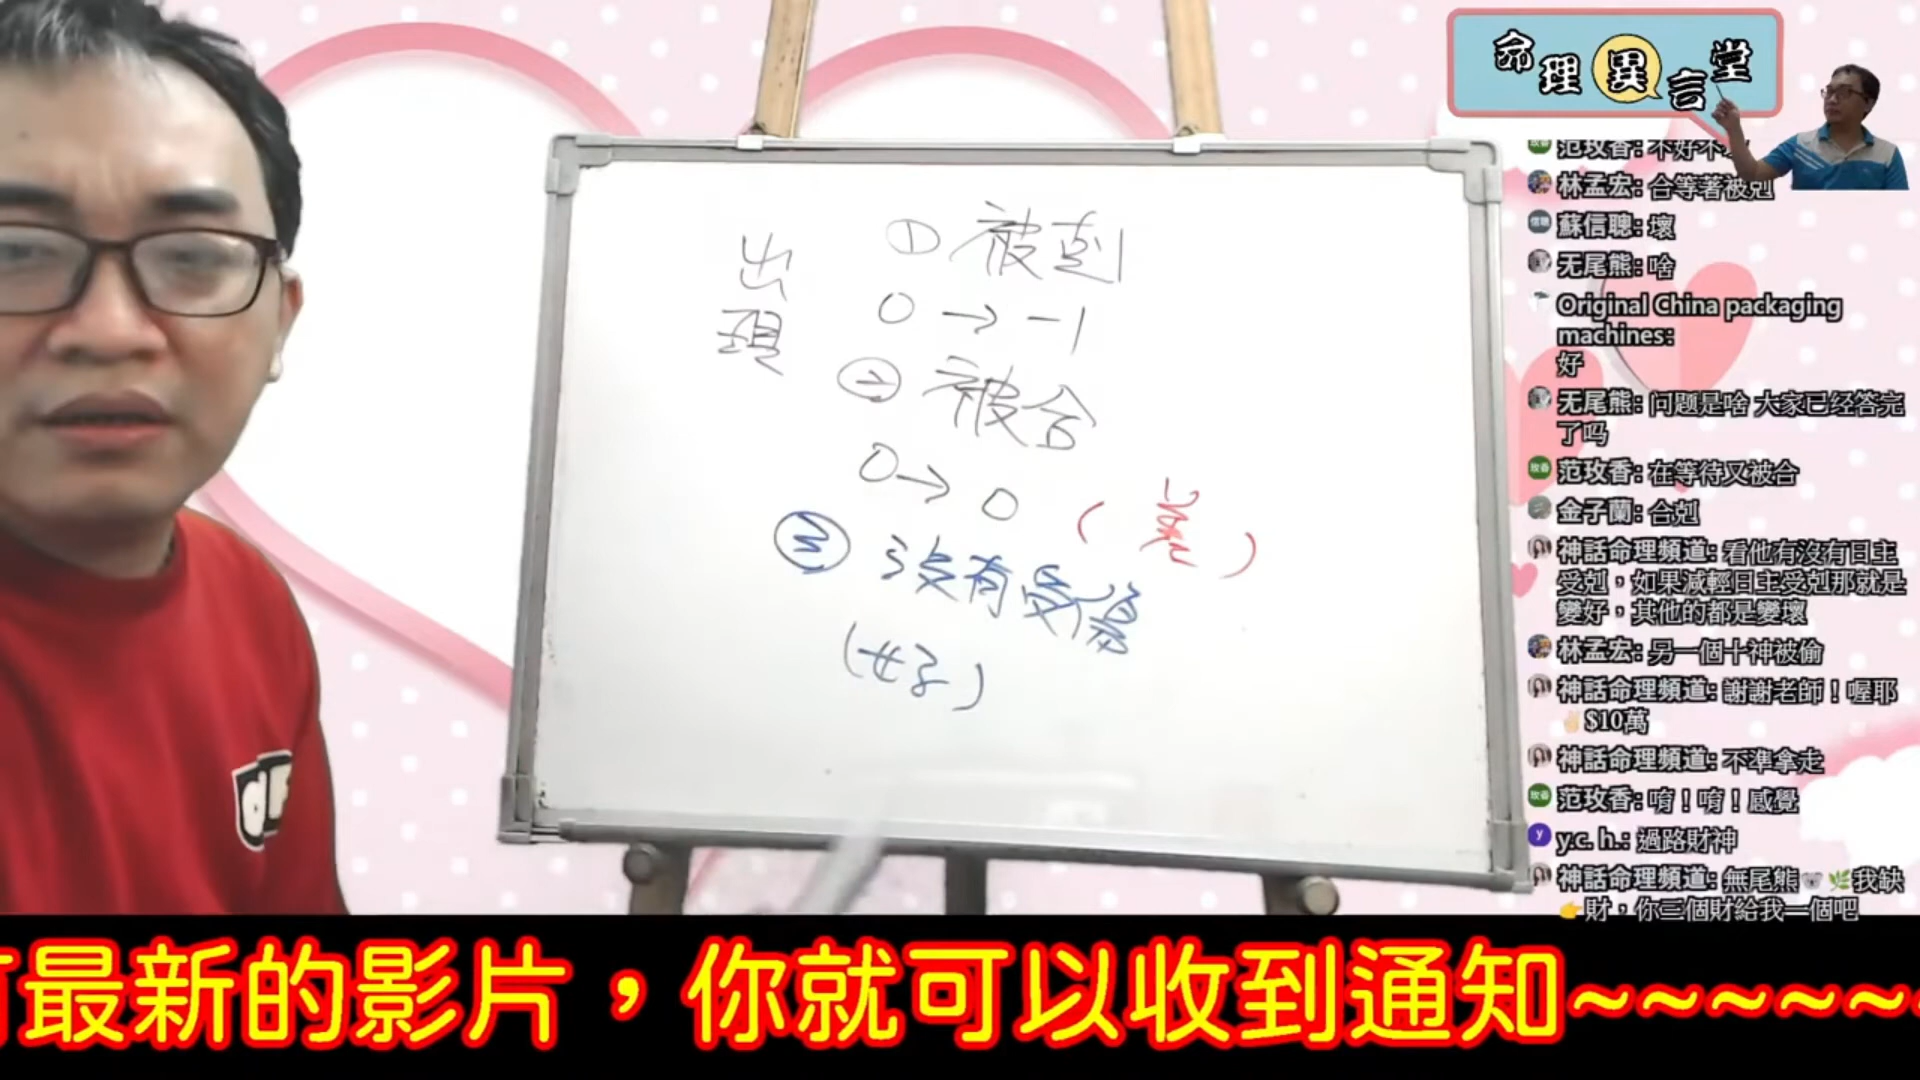 命理異言堂
出現
① 被剋
0 → -1
② 被合
0 → 0 (差)
③ 沒有受傷
(好)
范玫香: 不好不
林孟宏: 合等著被剋
蘇信聰: 壞
无尾熊: 啥
Original China packaging
machines:
好
无尾熊: 问题是啥 大家已经答完
了吗
范玫香: 在等待又被合
金子蘭: 合剋
神話命理頻道: 看他有沒有日主
受剋，如果減輕日主受剋那就是
變好，其他的都是變壞
林孟宏: 另一個十神被偷
神話命理頻道: 謝謝老師！喔耶
✌🏻$10萬
神話命理頻道: 不準拿走
范玫香: 唷！唷！感覺
y.c. h.: 過路財神
神話命理頻道: 無尾熊🐨🌿我缺
👉財，你三個財給我一個吧
最新的影片，你就可以收到通知~~~~~~